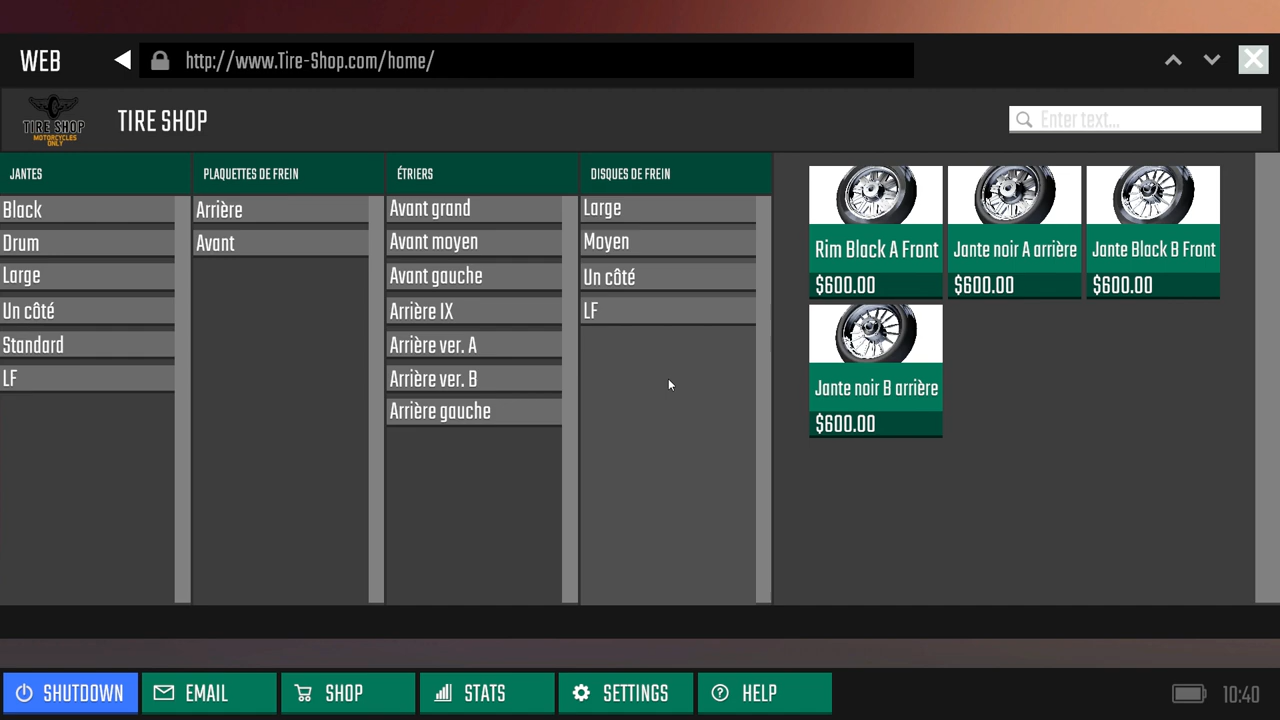 WEB
http://www.Tire-Shop.com/home/
TIRE SHOP
MOTORCYCLES
ONLY
TIRE SHOP
Enter text...
JANTES
Black
Drum
Large
Un côté
Standard
LF
PLAQUETTES DE FREIN
Arrière
Avant
ÉTRIERS
Avant grand
Avant moyen
Avant gauche
Arrière IX
Arrière ver. A
Arrière ver. B
Arrière gauche
DISQUES DE FREIN
Large
Moyen
Un côté
LF
Rim Black A Front
$600.00
Jante noir A arrière
$600.00
Jante Black B Front
$600.00
Jante noir B arrière
$600.00
SHUTDOWN
EMAIL
SHOP
STATS
SETTINGS
HELP
10:40